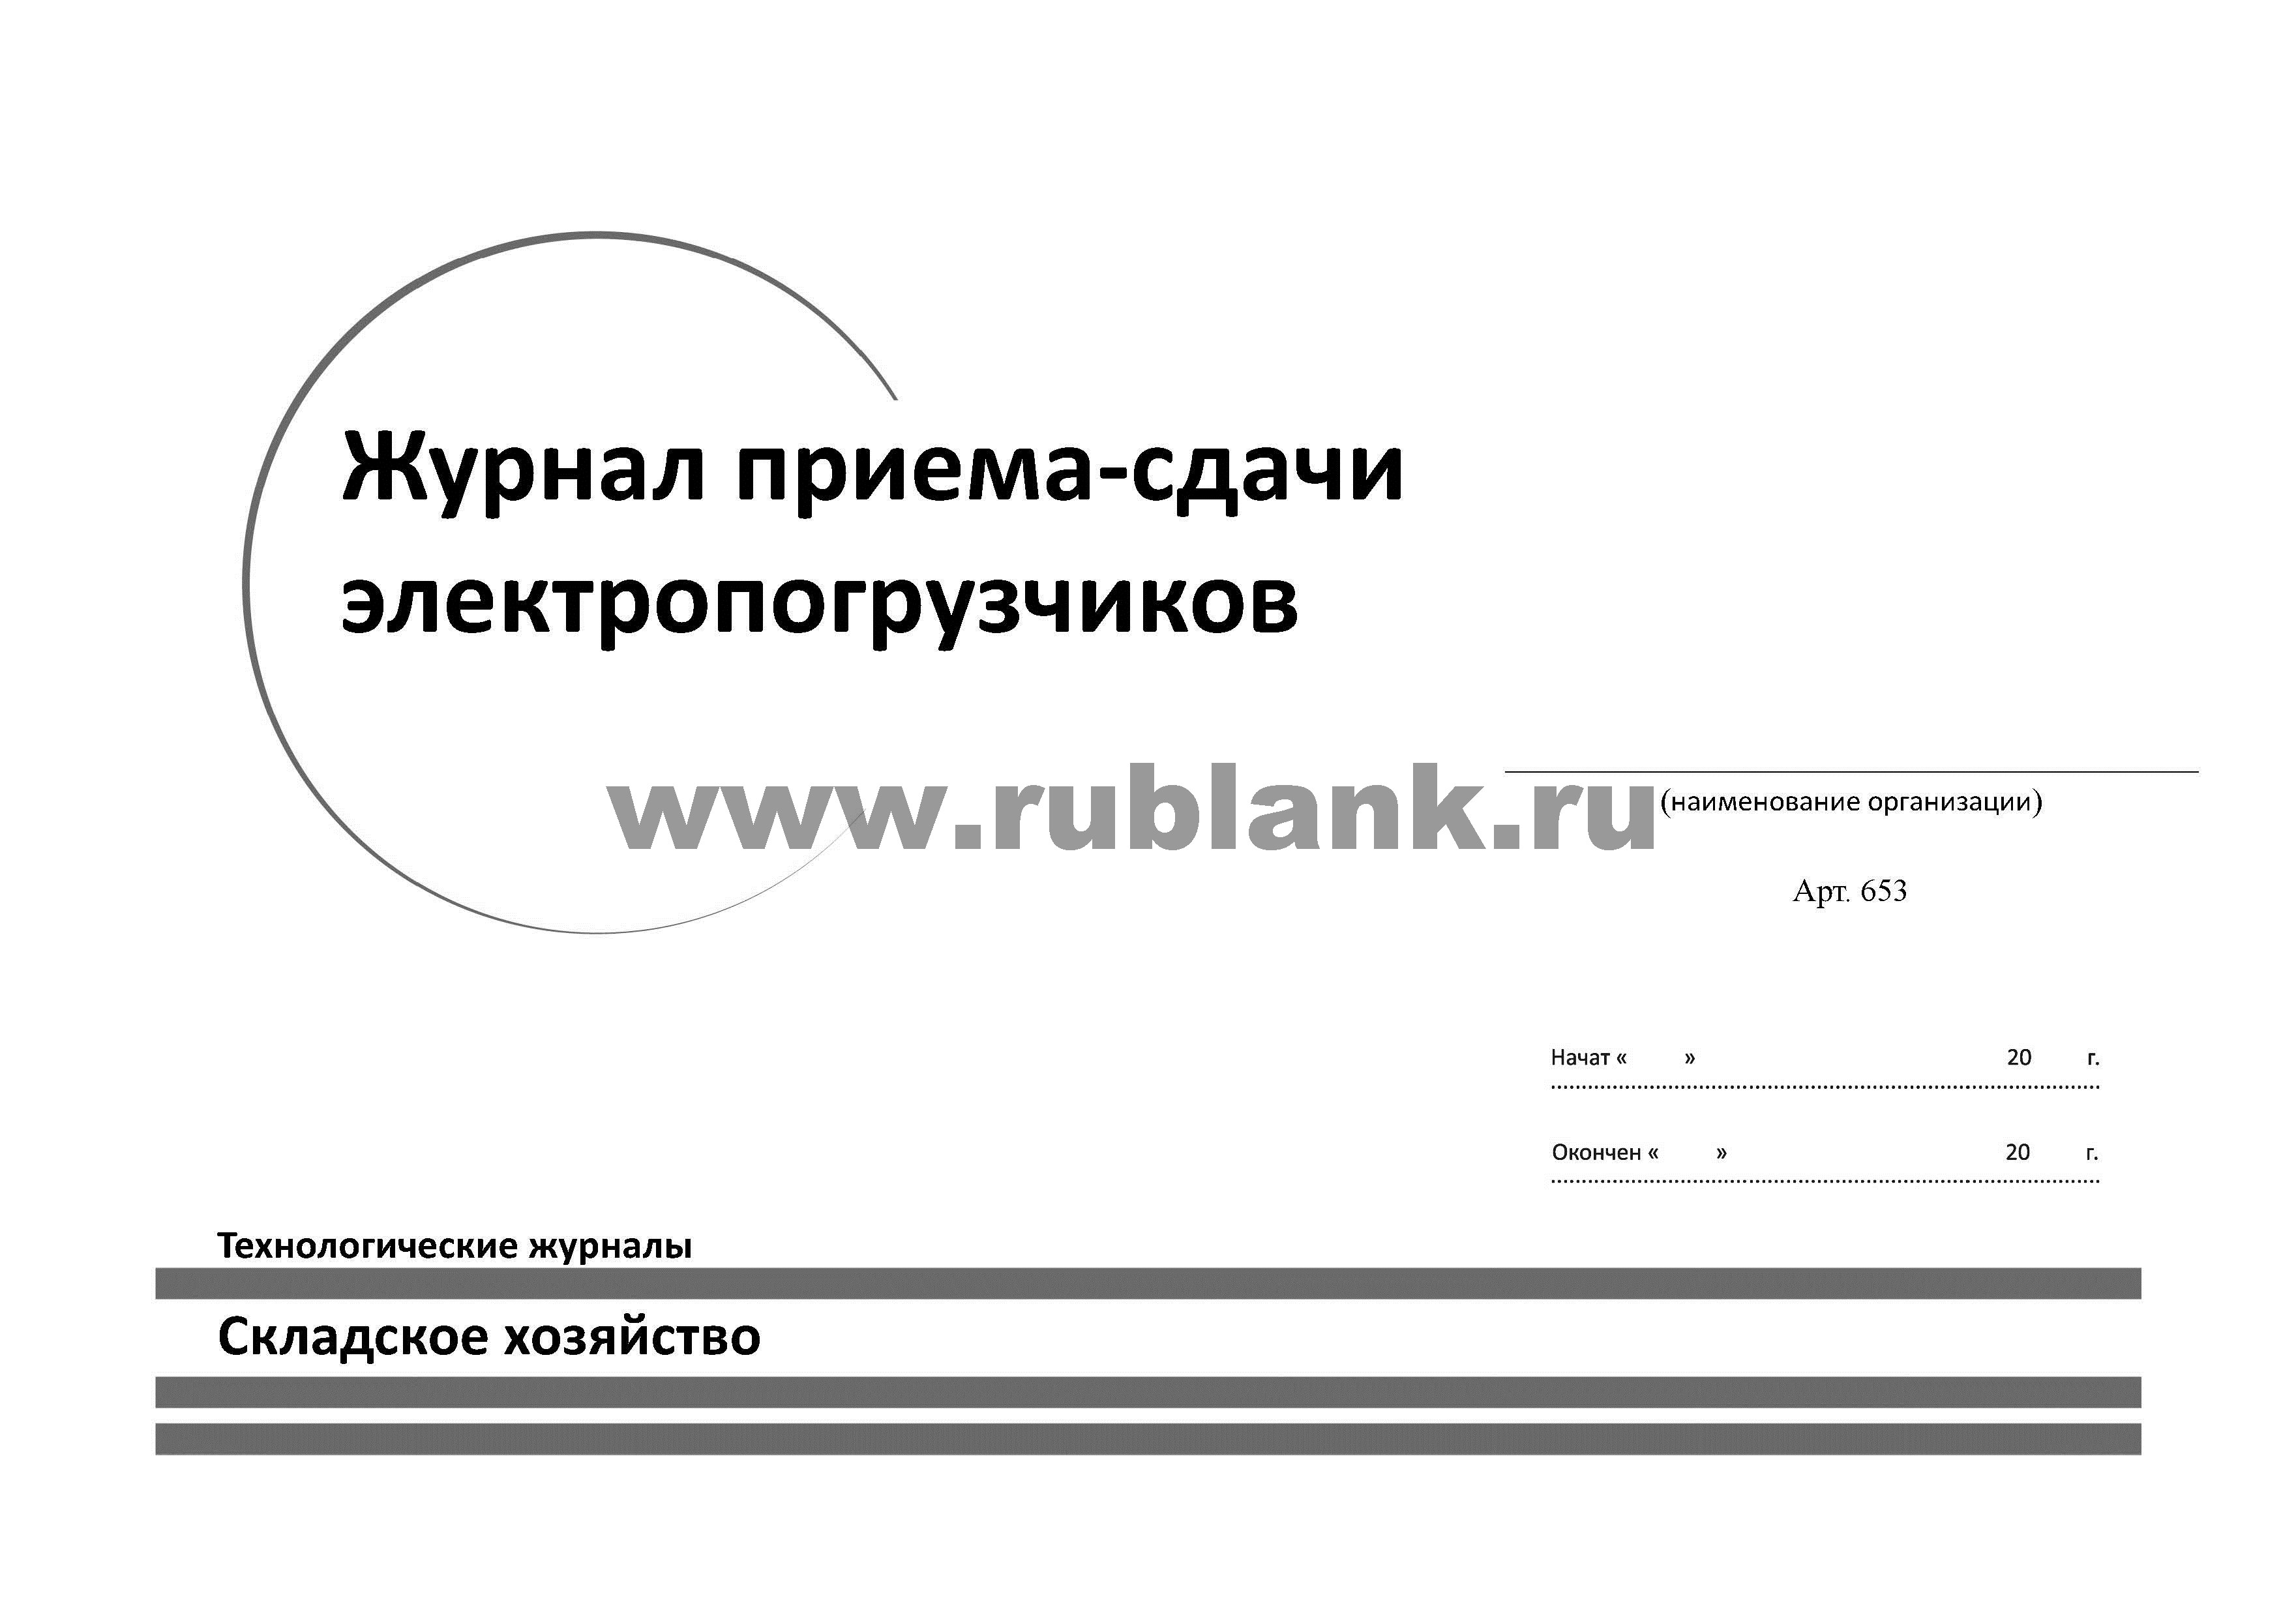 Журнал приема-сдачи
электропогрузчиков
www.rublank.ru
(наименование организации)
Арт. 653
Начат « » 20 г.
Окончен « » 20 г.
Технологические журналы
Складское хозяйство